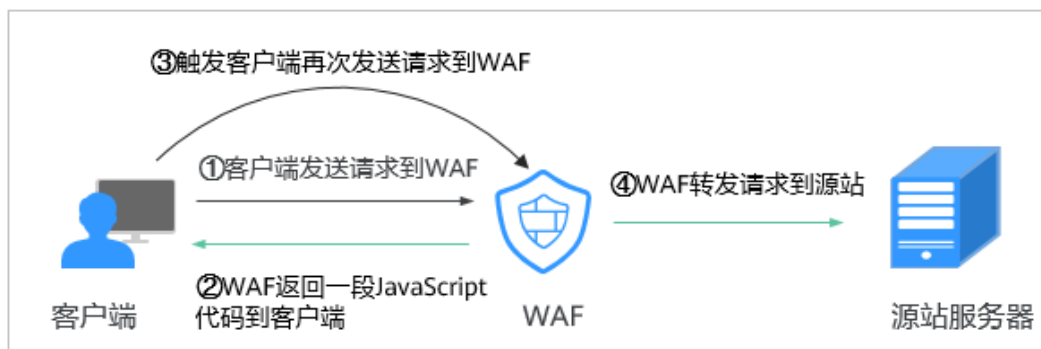 ③触发客户端再次发送请求到WAF
①客户端发送请求到WAF
④WAF转发请求到源站
②WAF返回一段JavaScript
代码到客户端
客户端
WAF
源站服务器